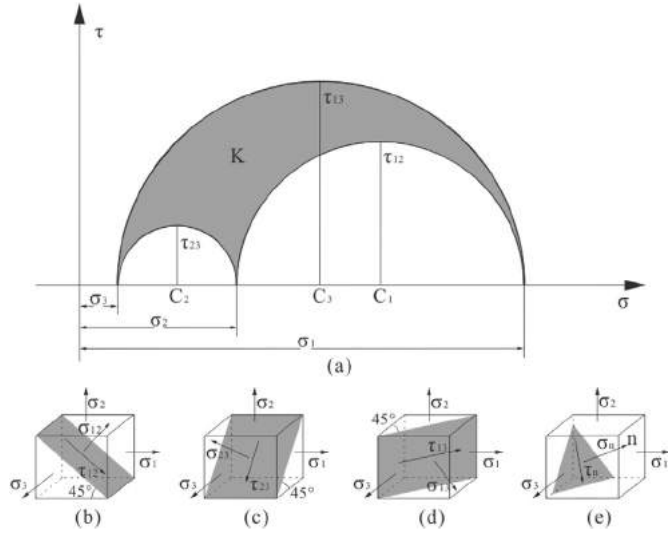 τ
τ₁₃
K
τ₁₂
τ₂₃
σ₃ C₂ C₃ C₁ σ
σ₂
σ₁
(a)
σ₂ σ₂ σ₂ σ₂
σ₁₂ σ₂₃ 45° τ₁₃ σₙ n
σ₁ σ₁ σ₁ σ₁
σ₃ τ₁₂ σ₃ τ₂₃ σ₃ σ₁₃ σ₃ τₙ
45° 45°
(b) (c) (d) (e)